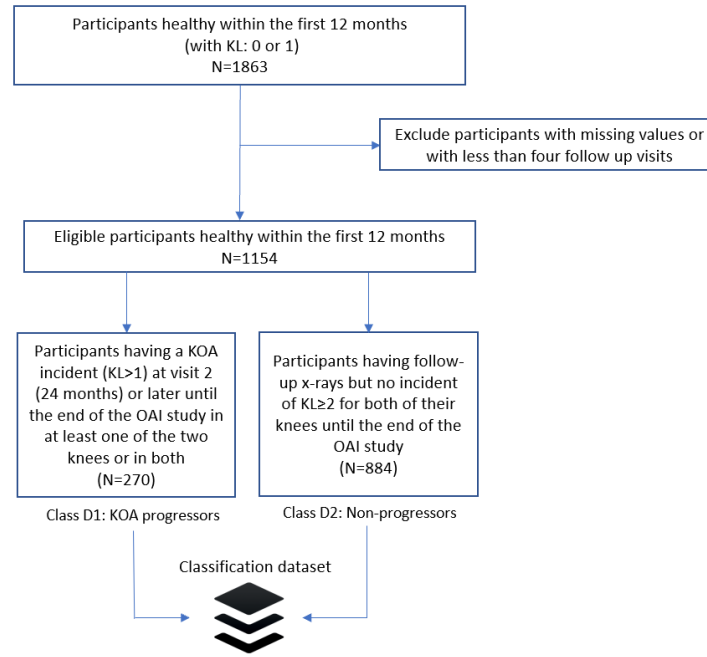 Participants healthy within the first 12 months
(with KL: 0 or 1)
N=1863
Exclude participants with missing values or
with less than four follow up visits
Eligible participants healthy within the first 12 months
N=1154
Participants having a KOA
incident (KL>1) at visit 2
(24 months) or later until
the end of the OAI study in
at least one of the two
knees or in both
(N=270)
Participants having follow-
up x-rays but no incident
of KL≥2 for both of their
knees until the end of the
OAI study
(N=884)
Class D1: KOA progressors
Class D2: Non-progressors
Classification dataset